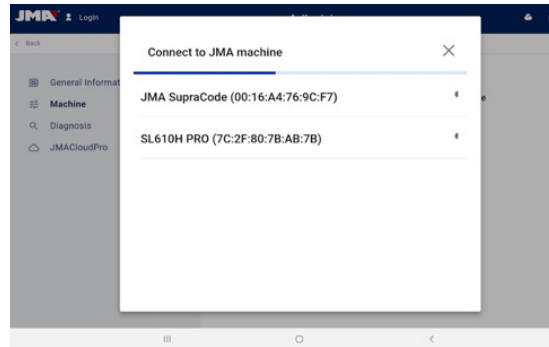 JMA Login
Back
Connect to JMA machine
General Informat
Machine
Diagnosis
JMACloudPro
JMA SupraCode (00:16:A4:76:9C:F7)
SL610H PRO (7C:2F:80:7B:AB:7B)